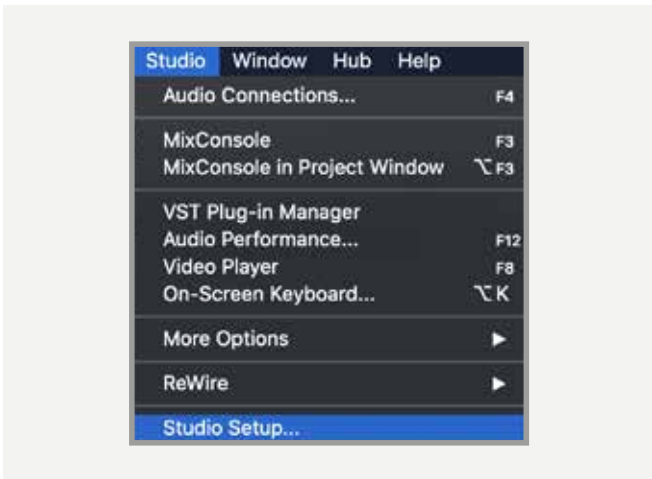 Studio Window Hub Help
Audio Connections... F4
MixConsole F3
MixConsole in Project Window ⌥ F3
VST Plug-in Manager
Audio Performance... F12
Video Player F8
On-Screen Keyboard... ⌥ K
More Options ▶
ReWire ▶
Studio Setup...